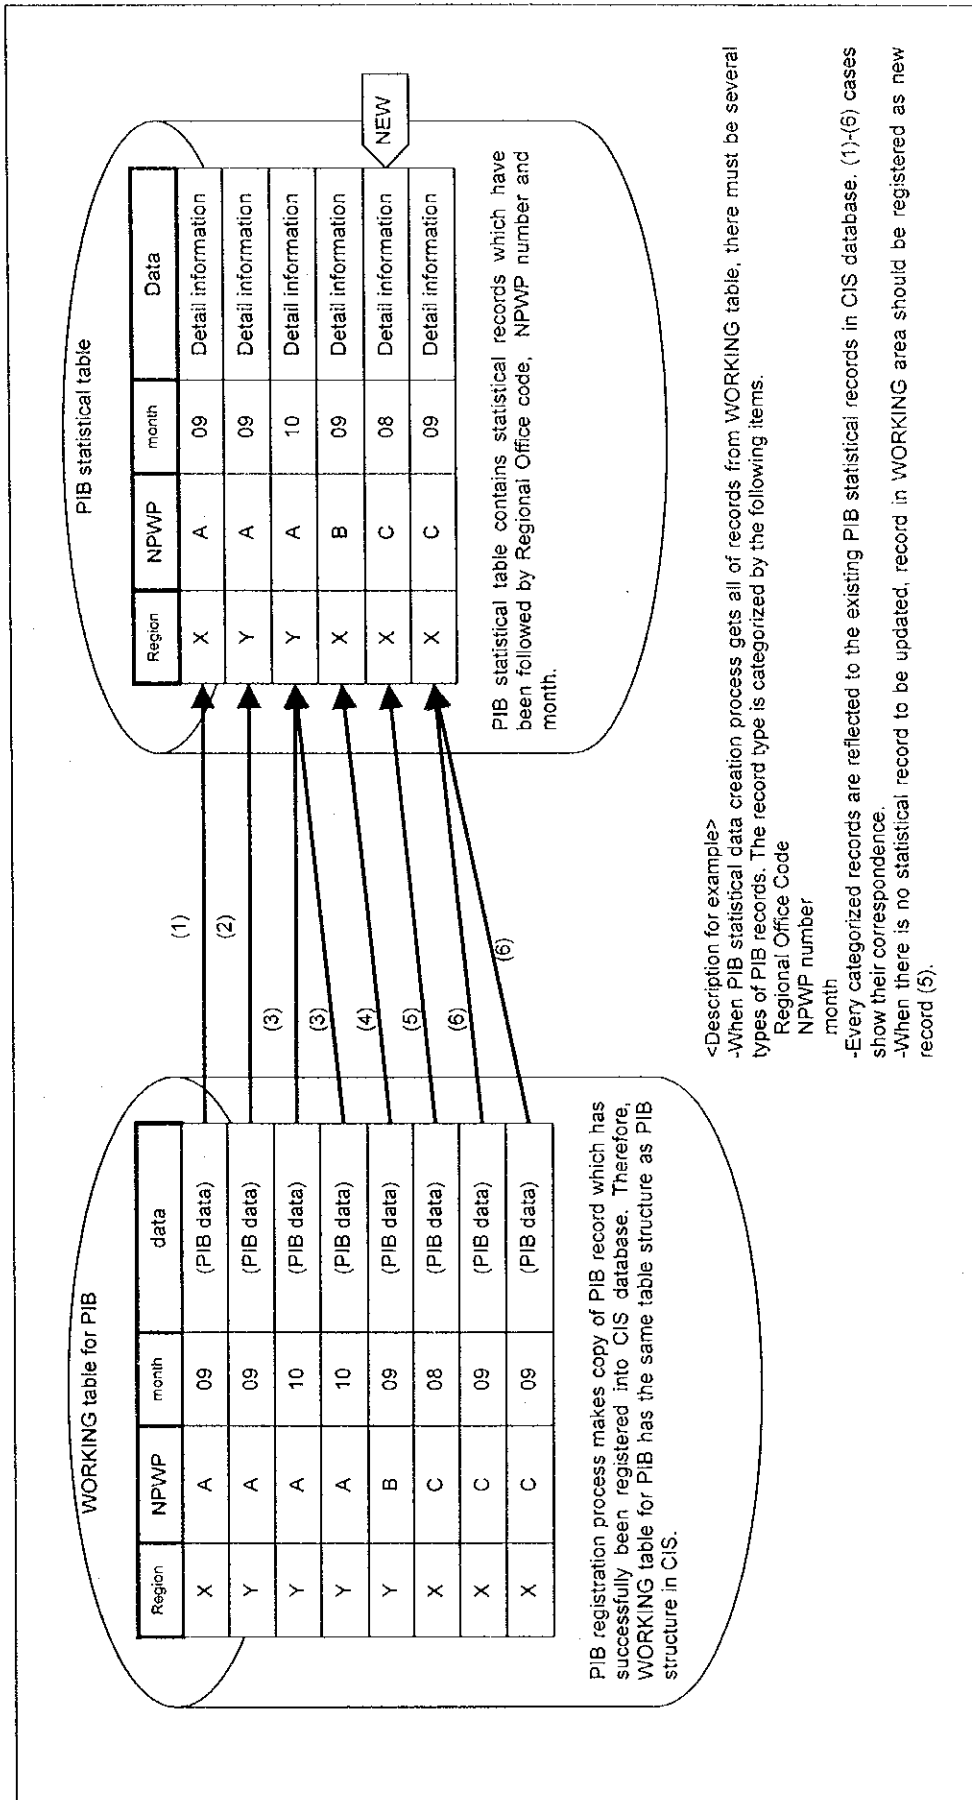 WORKING table for PIB
Region NPWP month data
X A 09 (PIB data)
Y A 09 (PIB data)
Y A 10 (PIB data)
Y A 10 (PIB data)
Y B 09 (PIB data)
X C 08 (PIB data)
X C 09 (PIB data)
X C 09 (PIB data)
PIB registration process makes copy of PIB record which has
successfully been registered into CIS database. Therefore,
WORKING table for PIB has the same table structure as PIB
structure in CIS.
(1)
(2)
(3)
(3)
(4)
(5)
(6)
(6)
PIB statistical table
Region NPWP month Data
X A 09 Detail information
Y A 09 Detail information
Y A 10 Detail information
X B 09 Detail information
X C 08 Detail information
X C 09 Detail information
NEW
PIB statistical table contains statistical records which have
been followed by Regional Office code, NPWP number and
month.
<Description for example>
-When PIB statistical data creation process gets all of records from WORKING table, there must be several
types of PIB records. The record type is categorized by the following items.
Regional Office Code
NPWP number
month
-Every categorized records are reflected to the existing PIB statistical records in CIS database. (1)-(6) cases
show their correspondence.
-When there is no statistical record to be updated, record in WORKING area should be registered as new
record (5).